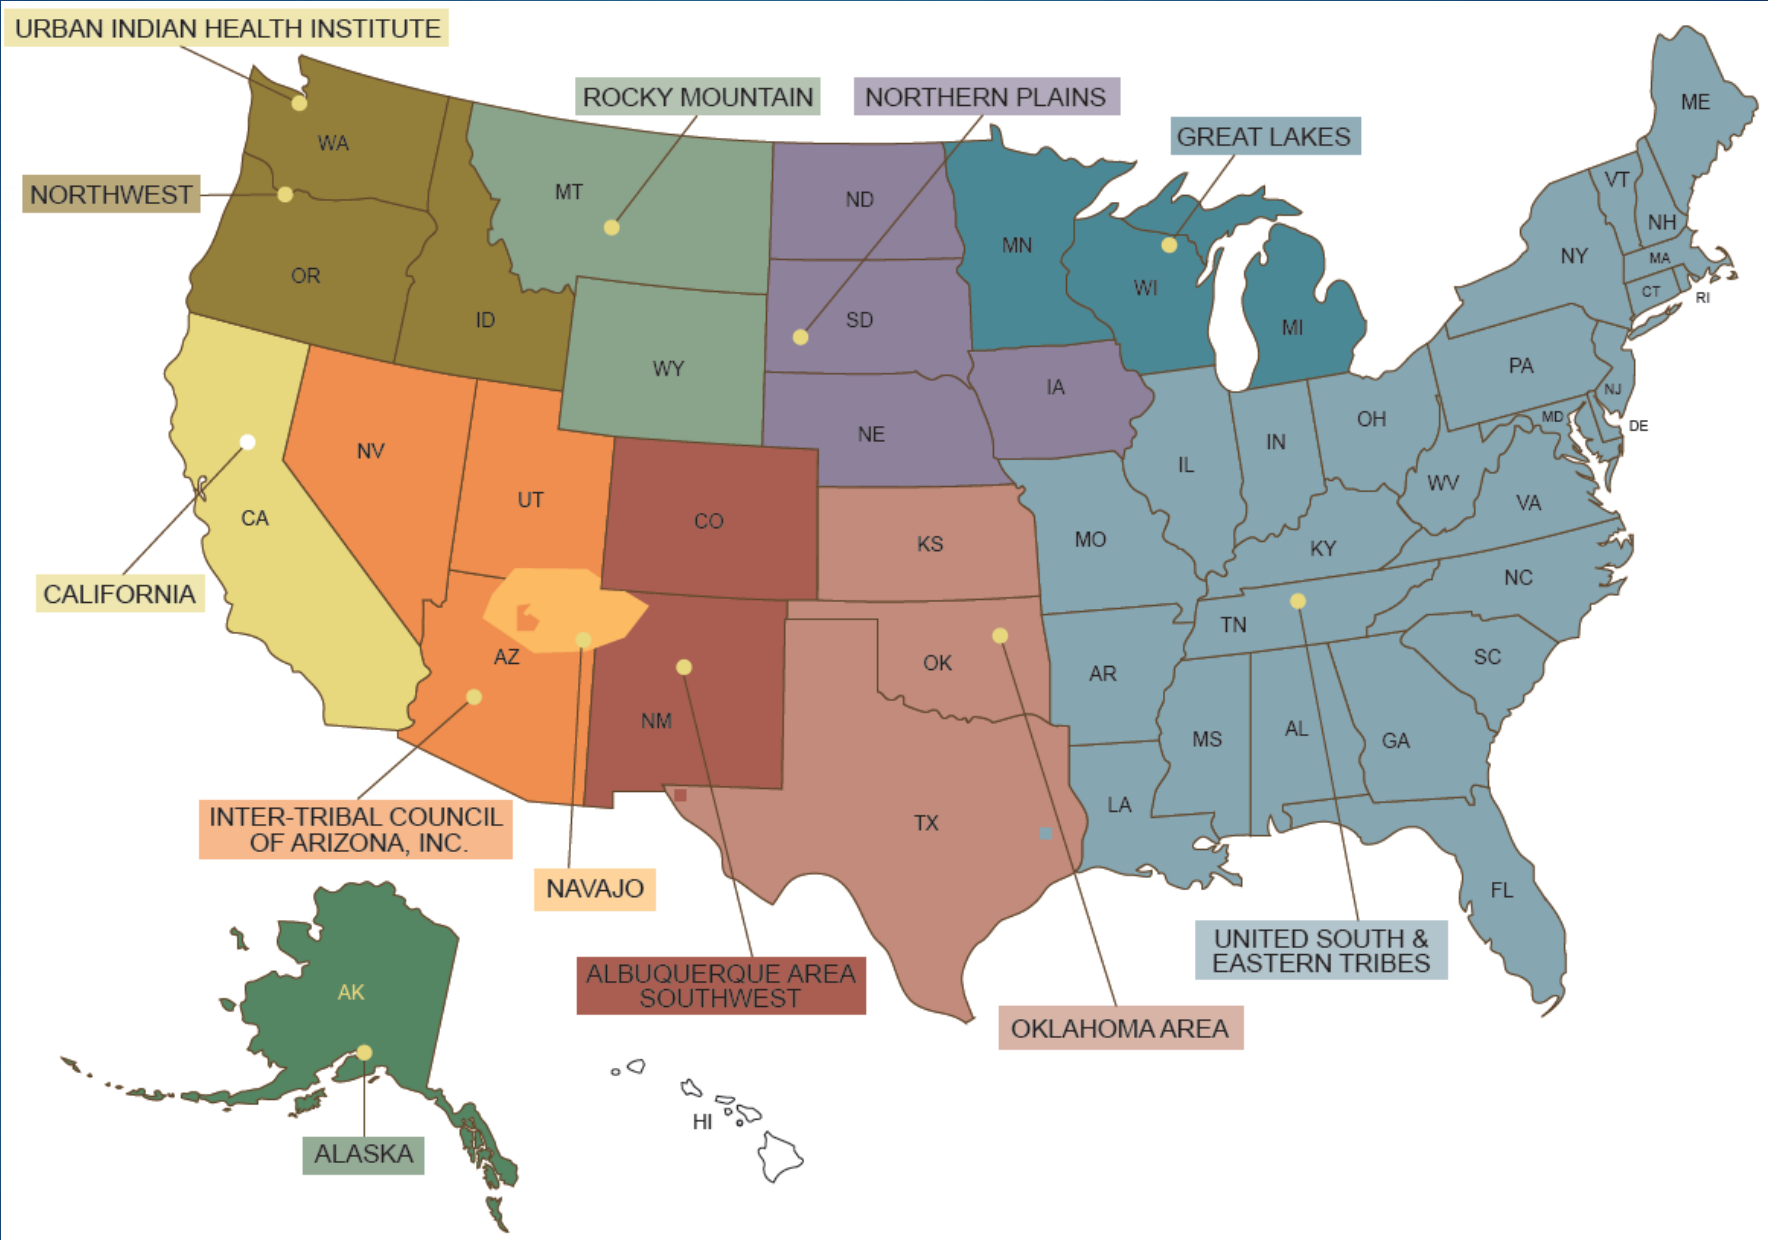 URBAN INDIAN HEALTH INSTITUTE
ROCKY MOUNTAIN
NORTHERN PLAINS
GREAT LAKES
NORTHWEST
WA
OR
ID
MT
WY
ND
SD
NE
IA
MN
WI
MI
ME
VT
NH
NY
MA
CT
RI
PA
NJ
MD
DE
OH
IN
IL
WV
VA
KY
NC
TN
SC
MO
AR
LA
MS
AL
GA
FL
KS
OK
TX
CO
NM
UT
NV
AZ
CA
CALIFORNIA
INTER-TRIBAL COUNCIL
OF ARIZONA, INC.
NAVAJO
ALBUQUERQUE AREA
SOUTHWEST
OKLAHOMA AREA
UNITED SOUTH &
EASTERN TRIBES
AK
ALASKA
HI